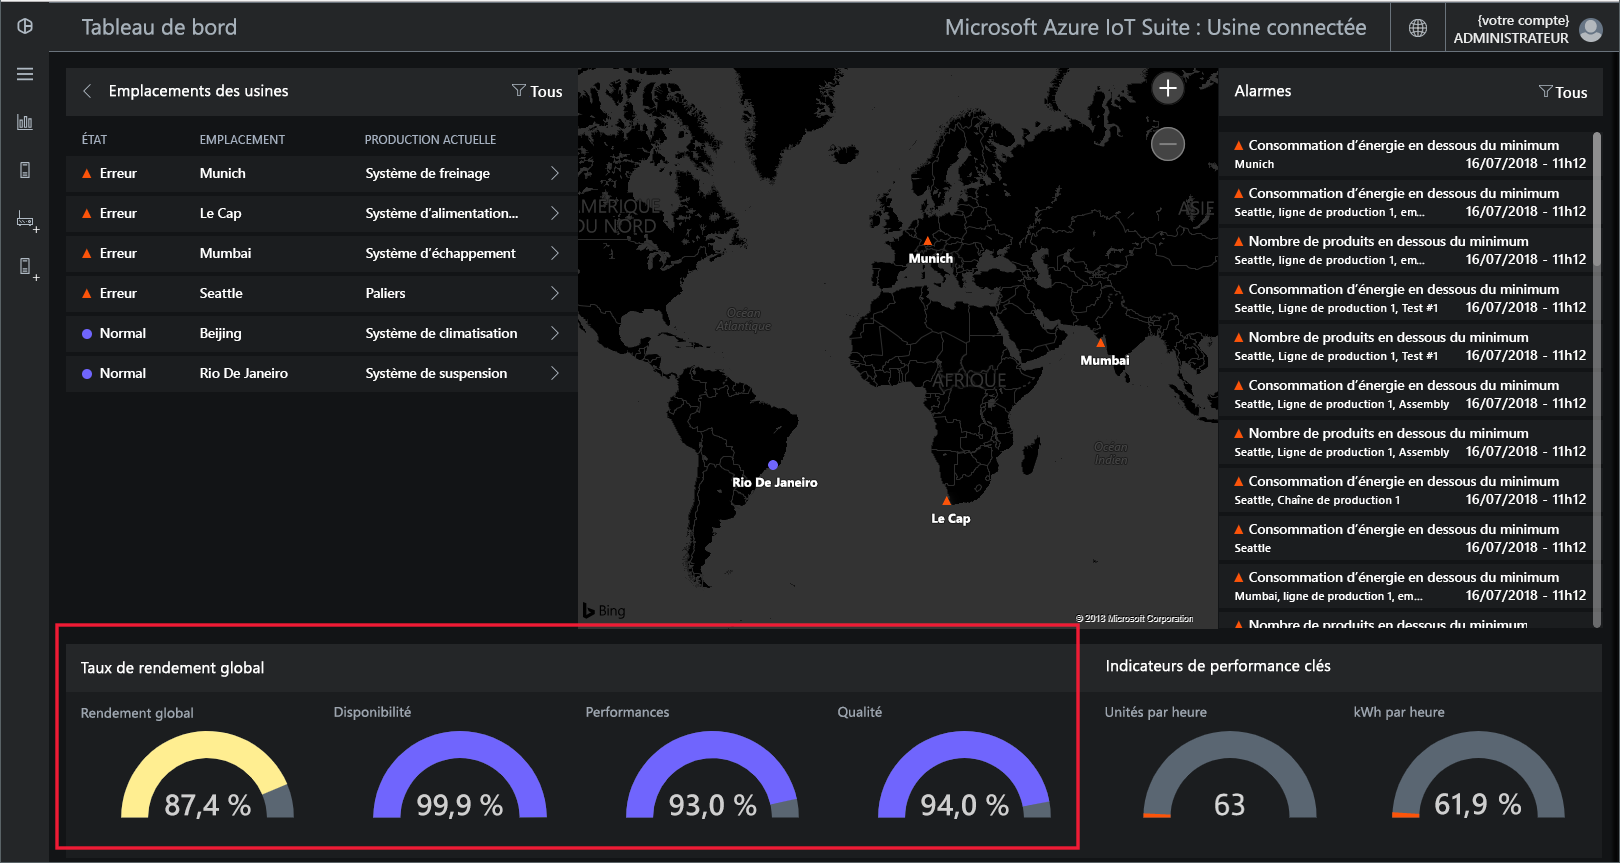 Tableau de bord
Microsoft Azure IoT Suite : Usine connectée
{votre compte}
ADMINISTRATEUR
Emplacements des usines
Tous
ÉTAT EMPLACEMENT PRODUCTION ACTUELLE
Erreur Munich Système de freinage
Erreur Le Cap Système d'alimentation...
Erreur Mumbai Système d'échappement
Erreur Seattle Paliers
Normal Beijing Système de climatisation
Normal Rio De Janeiro Système de suspension
AMÉRIQUE
DU NORD
ASIE
Munich
Océan
Atlantique
Mumbai
AFRIQUE
Océan
Indien
Rio De Janeiro
Le Cap
Bing
© 2018 Microsoft Corporation
Alarmes
Tous
Consommation d'énergie en dessous du minimum
Munich 16/07/2018 - 11h12
Consommation d'énergie en dessous du minimum
Seattle, ligne de production 1, em... 16/07/2018 - 11h12
Nombre de produits en dessous du minimum
Seattle, ligne de production 1, em... 16/07/2018 - 11h12
Consommation d'énergie en dessous du minimum
Seattle, Ligne de production 1, Test #1 16/07/2018 - 11h12
Nombre de produits en dessous du minimum
Seattle, Ligne de production 1, Test #1 16/07/2018 - 11h12
Consommation d'énergie en dessous du minimum
Seattle, Ligne de production 1, Assembly 16/07/2018 - 11h12
Nombre de produits en dessous du minimum
Seattle, Ligne de production 1, Assembly 16/07/2018 - 11h12
Consommation d'énergie en dessous du minimum
Seattle, Chaîne de production 1 16/07/2018 - 11h12
Consommation d'énergie en dessous du minimum
Seattle 16/07/2018 - 11h12
Consommation d'énergie en dessous du minimum
Mumbai, ligne de production 1, em... 16/07/2018 - 11h12
Nombre de produits en dessous du minimum
Taux de rendement global
Rendement global Disponibilité Performances Qualité
87,4 % 99,9 % 93,0 % 94,0 %
Indicateurs de performance clés
Unités par heure kWh par heure
63 61,9 %